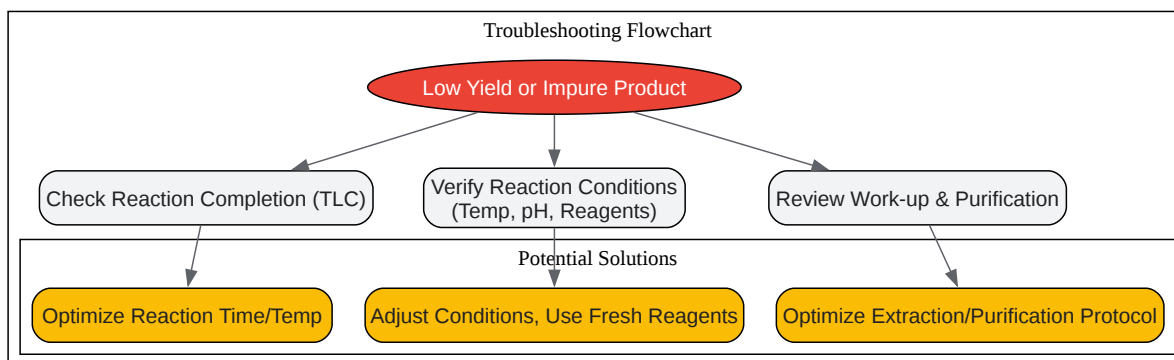 Troubleshooting Flowchart
Low Yield or Impure Product
Check Reaction Completion (TLC)
Verify Reaction Conditions
(Temp, pH, Reagents)
Review Work-up & Purification
Potential Solutions
Optimize Reaction Time/Temp
Adjust Conditions, Use Fresh Reagents
Optimize Extraction/Purification Protocol